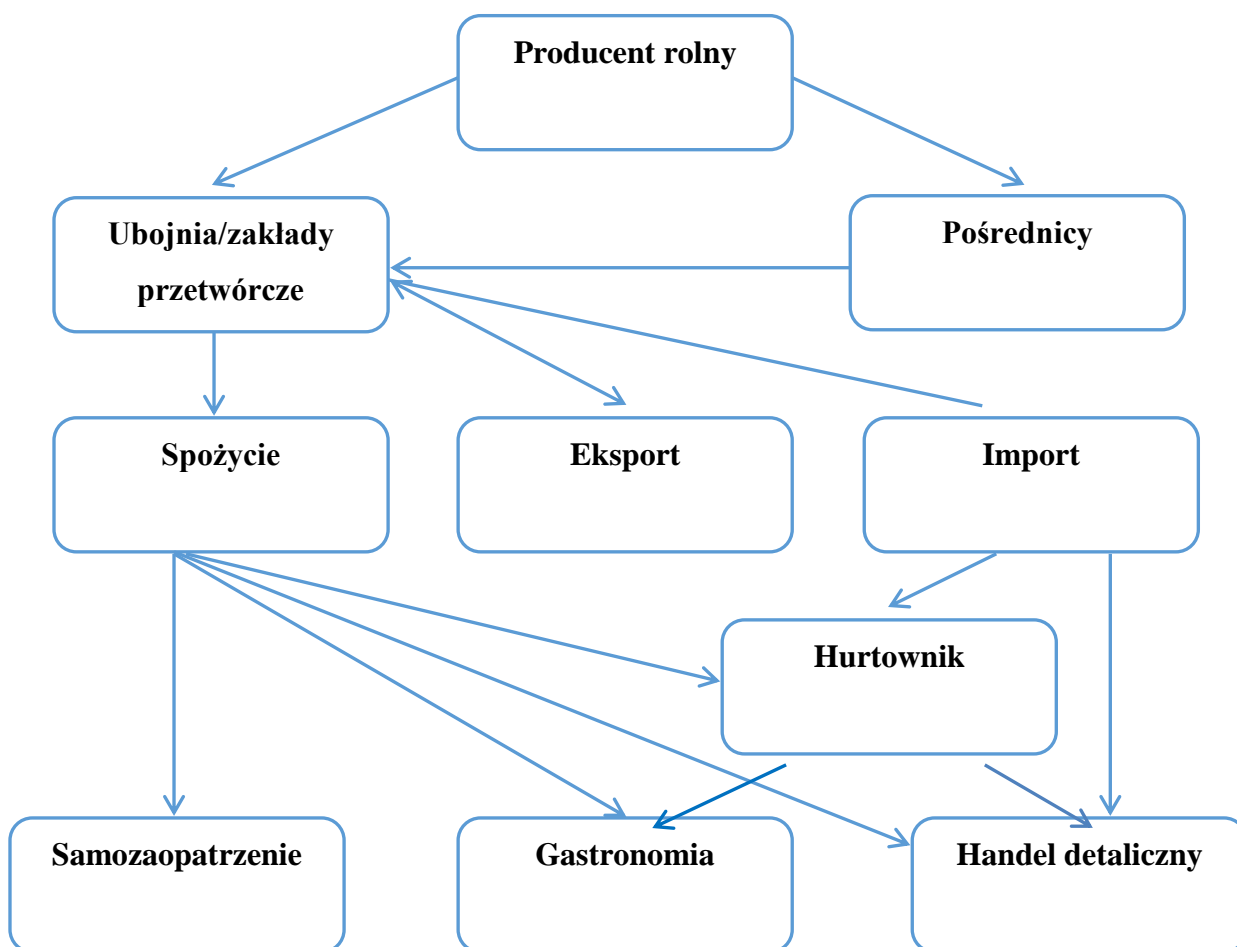 Producent rolny
Ubojnia/zakłady
przetwórcze
Pośrednicy
Spożycie
Eksport
Import
Hurtownik
Samozaopatrzenie
Gastronomia
Handel detaliczny